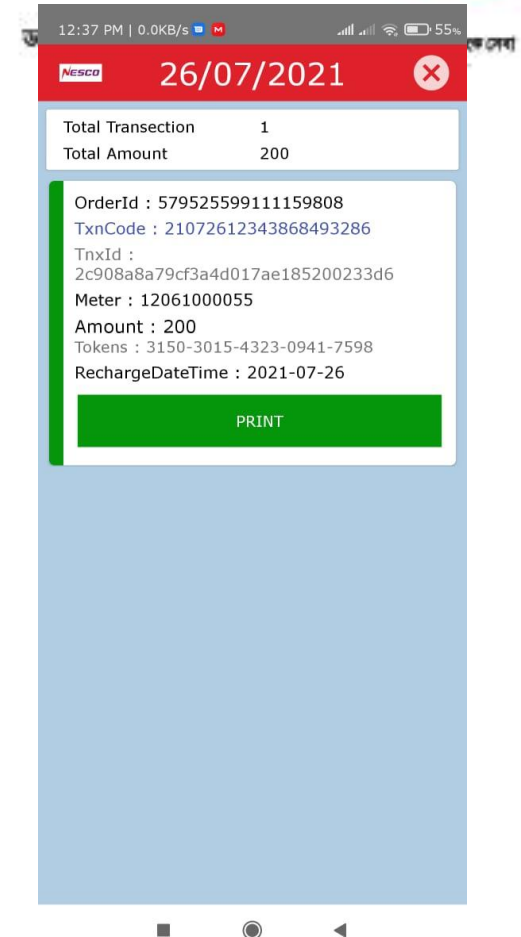 12:37 PM | 0.0KB/s
55%
NESCO
26/07/2021
Total Transection 1
Total Amount 200
OrderId : 579525599111159808
TxnCode : 21072612343868493286
TnxId :
2c908a8a79cf3a4d017ae185200233d6
Meter : 12061000055
Amount : 200
Tokens : 3150-3015-4323-0941-7598
RechargeDateTime : 2021-07-26
PRINT